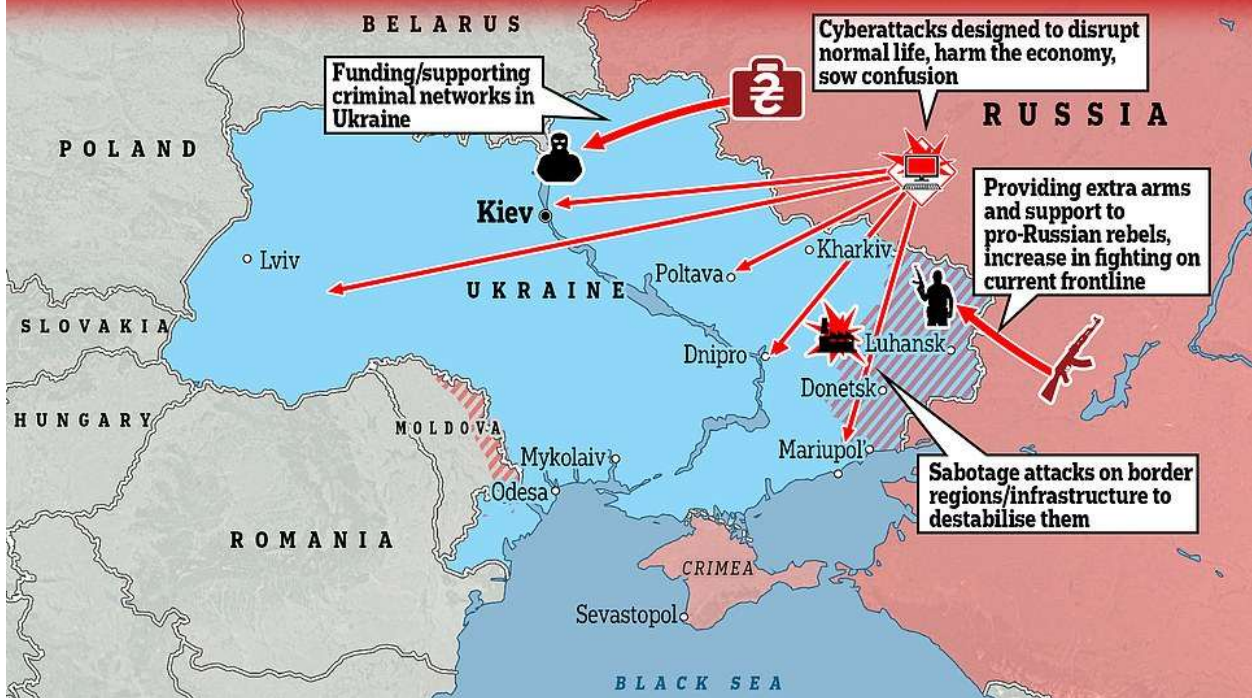 BELARUS
Cyberattacks designed to disrupt
normal life, harm the economy,
sow confusion
Funding/supporting
criminal networks in
Ukraine
₴
RUSSIA
POLAND
Providing extra arms
and support to
pro-Russian rebels,
increase in fighting on
current frontline
Kiev
Lviv
Kharkiv
Poltava
UKRAINE
SLOVAKIA
Dnipro
Luhansk
Donetsk
HUNGARY
MOLDOVA
Mariupol'
Mykolaiv
Odesa
Sabotage attacks on border
regions/infrastructure to
destabilise them
ROMANIA
CRIMEA
Sevastopol
BLACK SEA